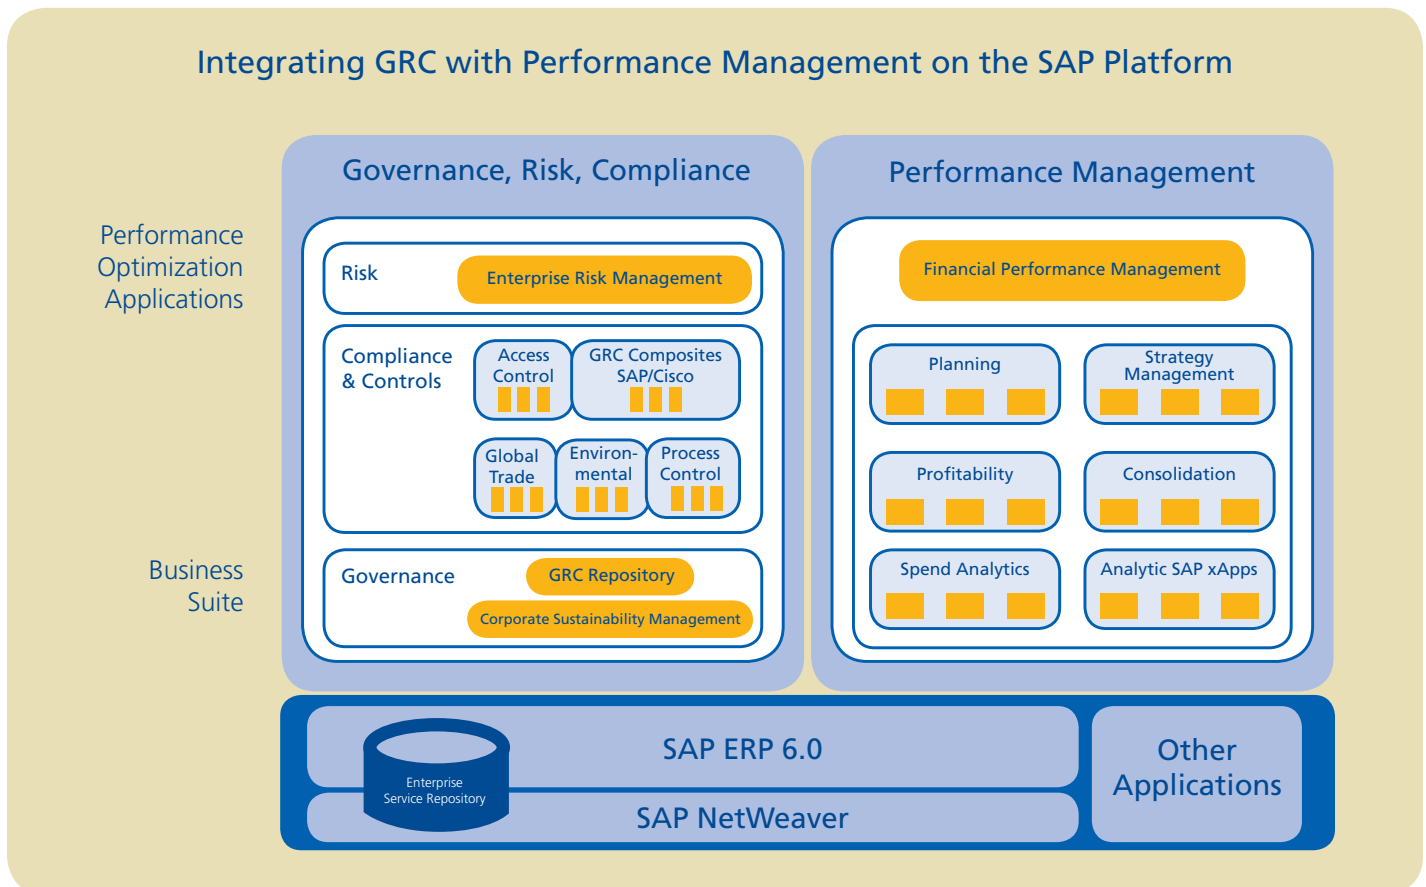 Integrating GRC with Performance Management on the SAP Platform
Governance, Risk, Compliance
Performance Management
Performance
Optimization
Applications
Business
Suite
Risk
Enterprise Risk Management
Compliance
& Controls
Access
Control
GRC Composites
SAP/Cisco
Global
Trade
Environ-
mental
Process
Control
Governance
GRC Repository
Corporate Sustainability Management
Financial Performance Management
Planning
Strategy
Management
Profitability
Consolidation
Spend Analytics
Analytic SAP xApps
Enterprise
Service Repository
SAP ERP 6.0
SAP NetWeaver
Other
Applications